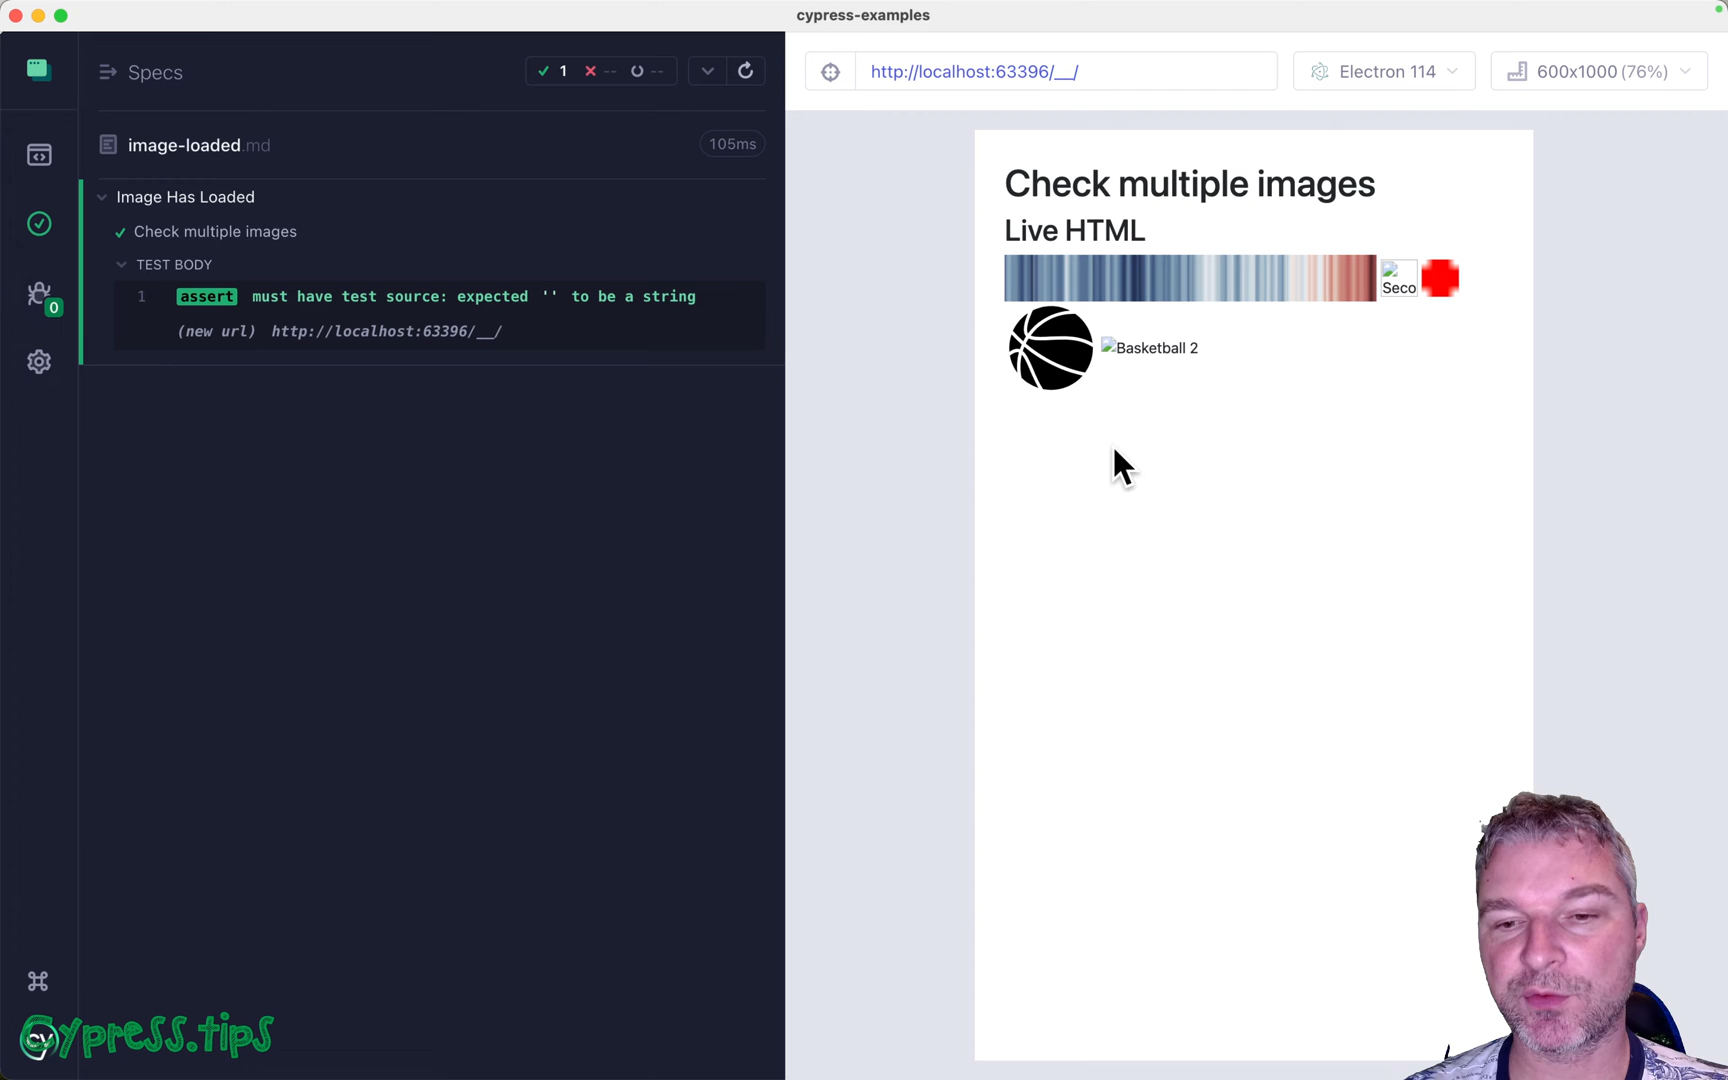 cypress-examples
Specs
1 -- --
http://localhost:63396/__/
Electron 114
600x1000 (76%)
image-loaded.md
105ms
Image Has Loaded
Check multiple images
TEST BODY
1 assert must have test source: expected '' to be a string
(new url) http://localhost:63396/__/
0
Check multiple images
Live HTML
Seco
Basketball 2
cy
Cypress.tips